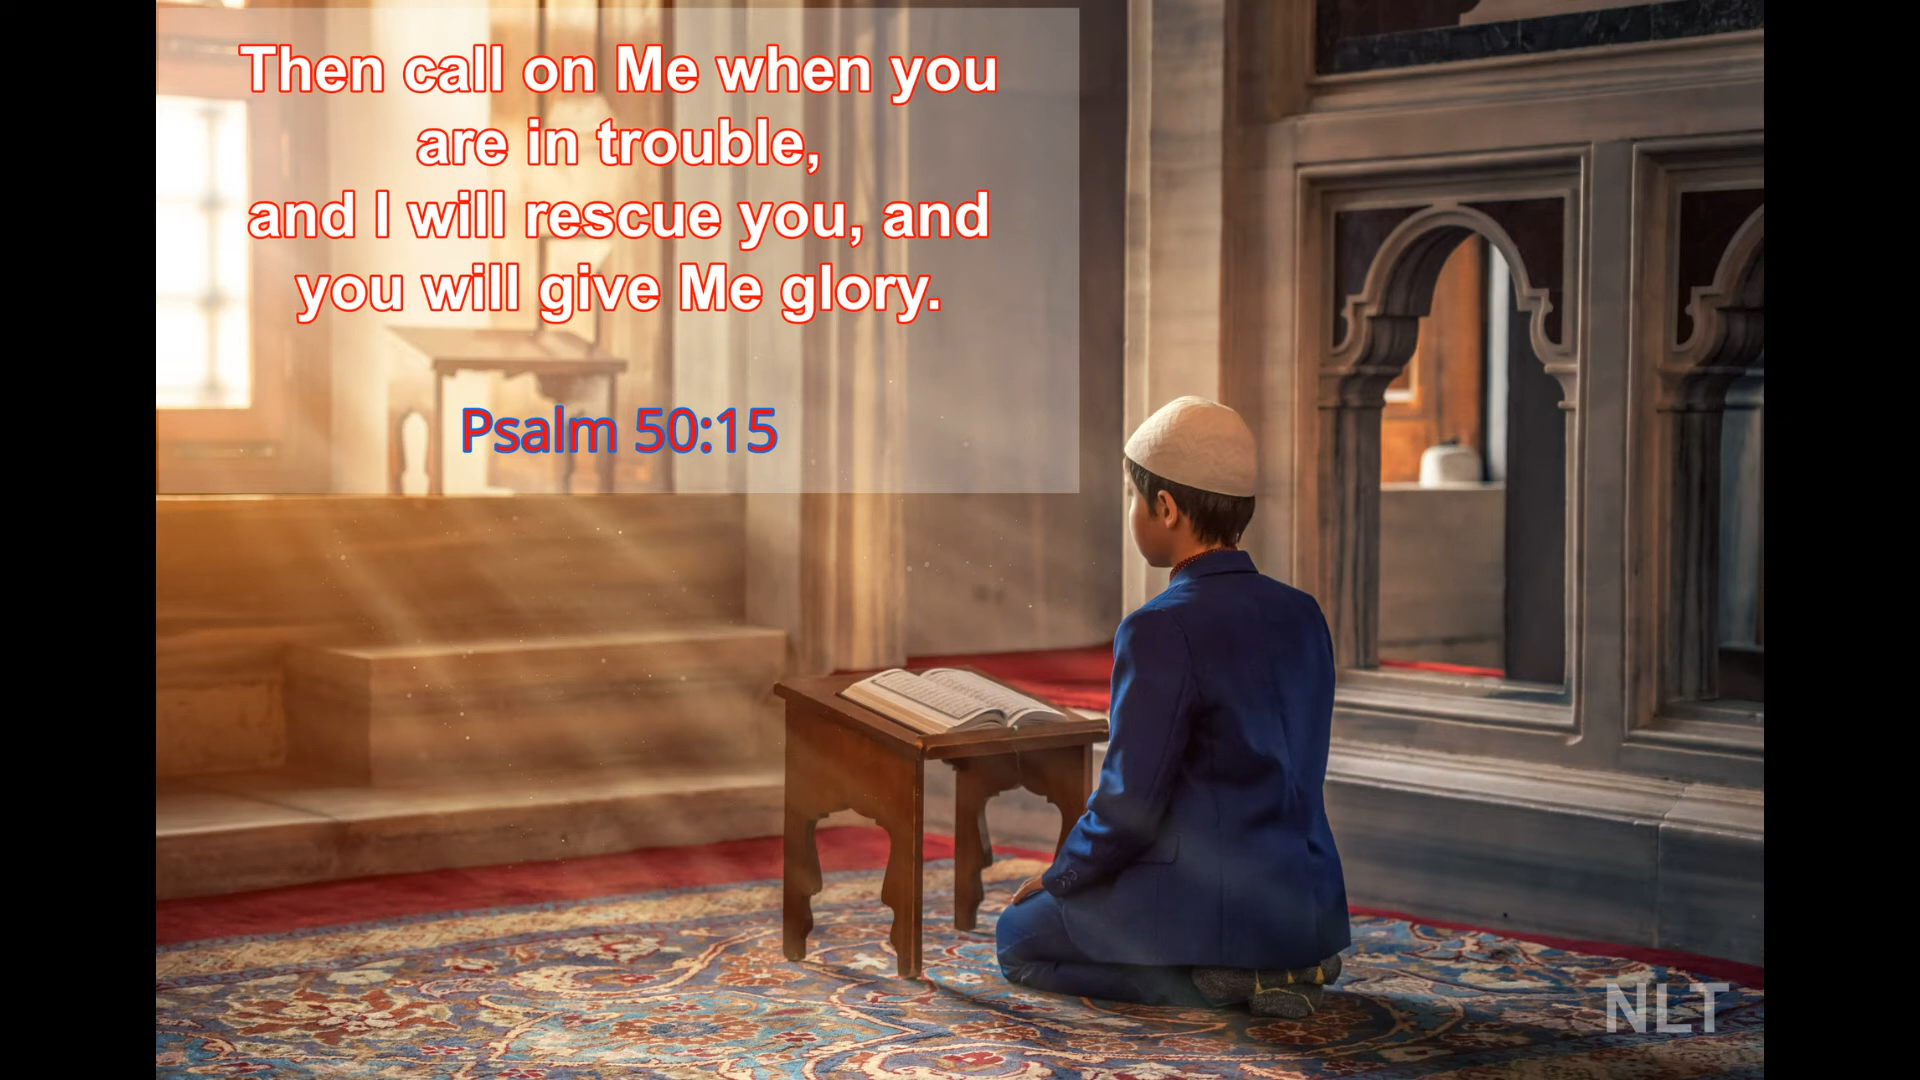 Then call on Me when you
are in trouble,
and I will rescue you, and
you will give Me glory.
Psalm 50:15
NLT